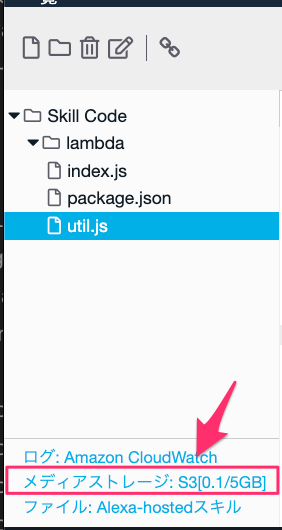 Skill Code
lambda
index.js
package.json
util.js
ログ: Amazon CloudWatch
メディアストレージ: S3[0.1/5GB]
ファイル: Alexa-hostedスキル